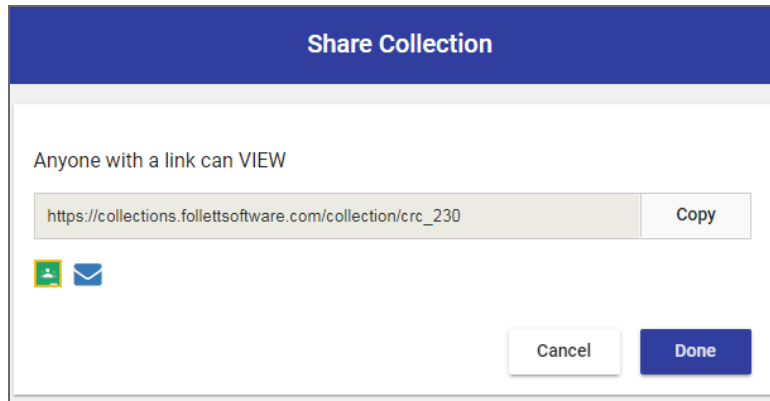 Share Collection
Anyone with a link can VIEW
https://collections.follettsoftware.com/collection/crc_230 Copy
Cancel Done